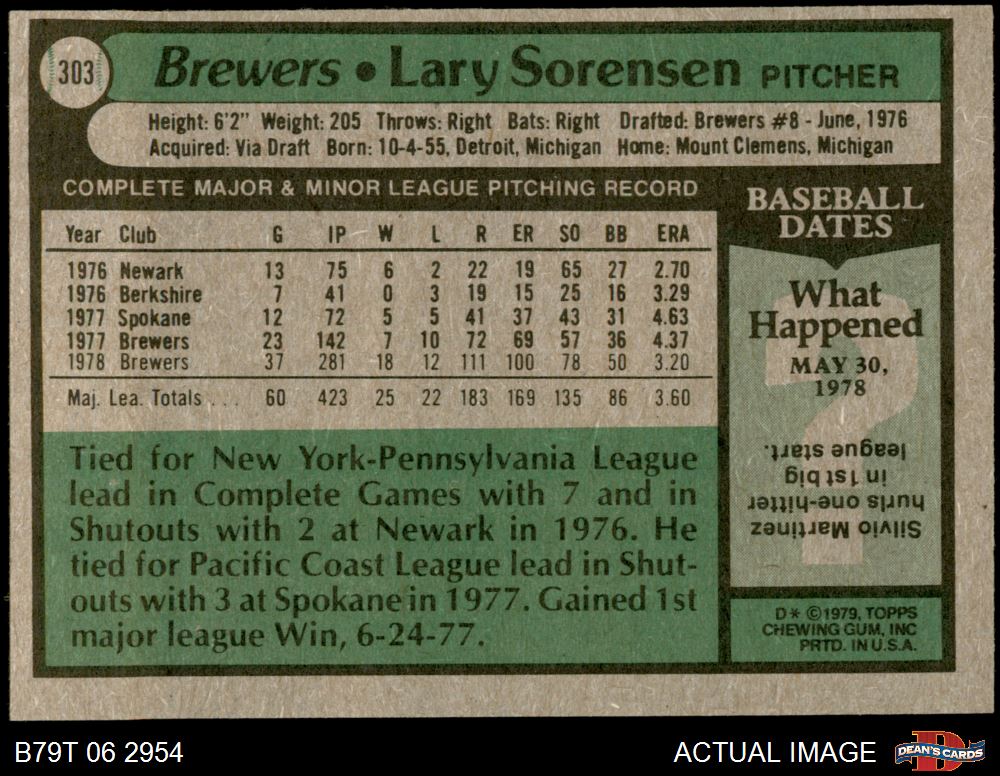 303
Brewers • Lary Sorensen PITCHER
Height: 6'2" Weight: 205 Throws: Right Bats: Right Drafted: Brewers #8 - June, 1976
Acquired: Via Draft Born: 10-4-55, Detroit, Michigan Home: Mount Clemens, Michigan
COMPLETE MAJOR & MINOR LEAGUE PITCHING RECORD
Year Club G IP W L R ER SO BB ERA
1976 Newark 13 75 6 2 22 19 65 27 2.70
1976 Berkshire 7 41 0 3 19 15 25 16 3.29
1977 Spokane 12 72 5 5 41 37 43 31 4.63
1977 Brewers 23 142 7 10 72 69 57 36 4.37
1978 Brewers 37 281 18 12 111 100 78 50 3.20
Maj. Lea. Totals . . . 60 423 25 22 183 169 135 86 3.60
Tied for New York-Pennsylvania League
lead in Complete Games with 7 and in
Shutouts with 2 at Newark in 1976. He
tied for Pacific Coast League lead in Shut-
outs with 3 at Spokane in 1977. Gained 1st
major league Win, 6-24-77.
BASEBALL
DATES
What
Happened
MAY 30,
1978
Silvio Martinez
hurls one-hitter
in 1st big
league start.
D* ©1979, TOPPS
CHEWING GUM, INC
PRTD. IN U.S.A.
B79T 06 2954
ACTUAL IMAGE
DEAN'S CARDS